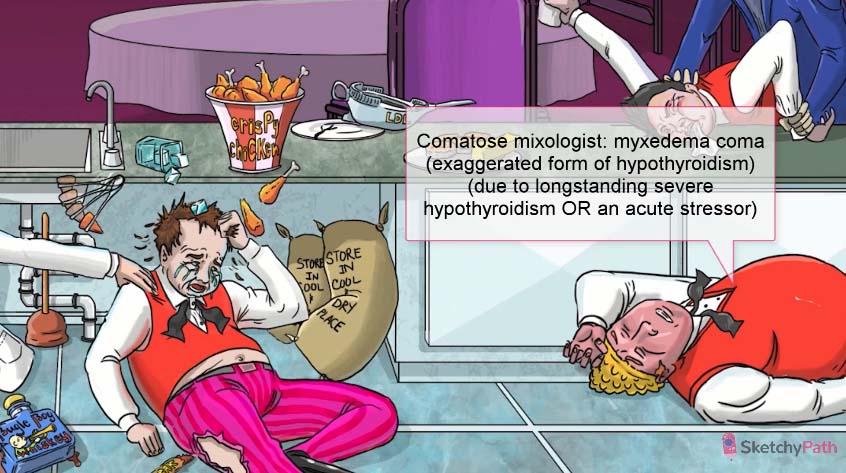 crispy
chicken
LDL
Comatose mixologist: myxedema coma
(exaggerated form of hypothyroidism)
(due to longstanding severe
hypothyroidism OR an acute stressor)
STORE
IN
COOL
&
DRY
PLACE
STORE
IN
COOL
Bugle Boy
Whiskey
SketchyPath